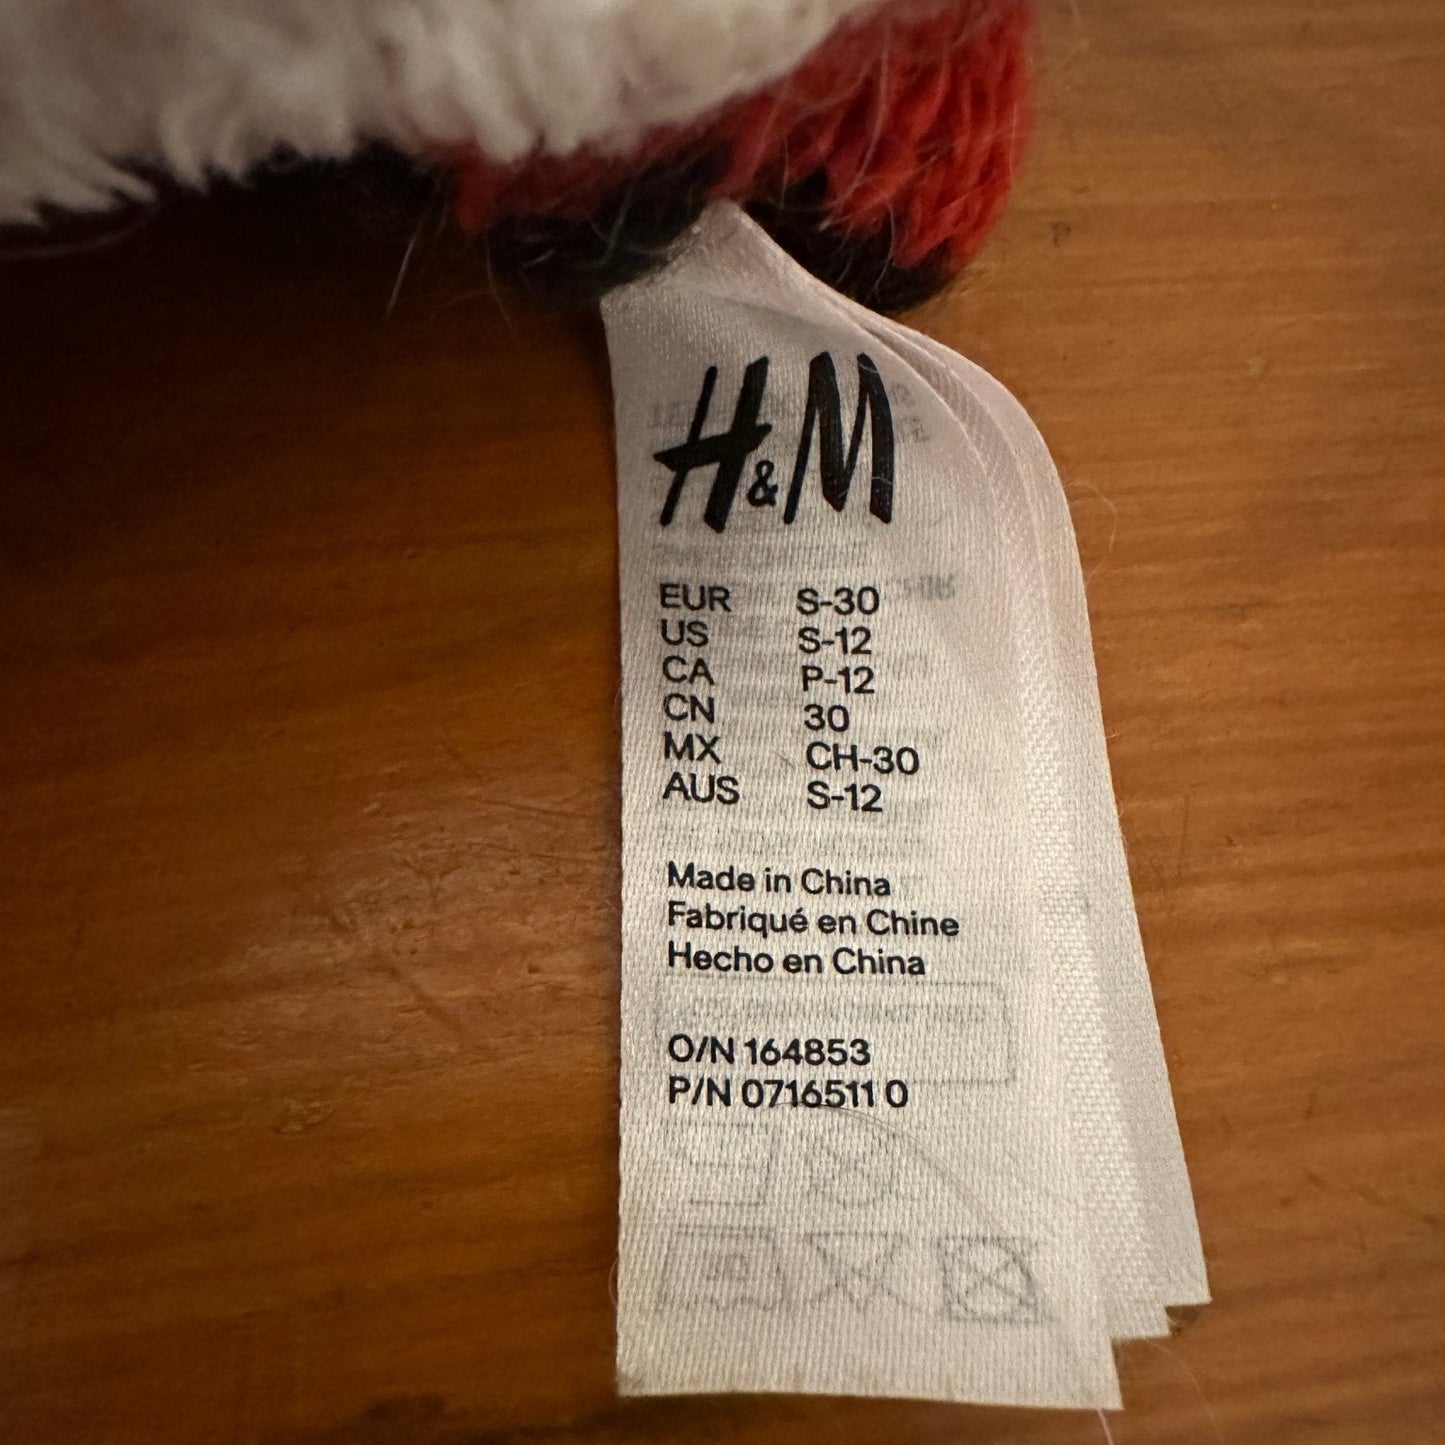 H&M
EUR S-30
US S-12
CA P-12
CN 30
MX CH-30
AUS S-12
Made in China
Fabriqué en Chine
Hecho en China
O/N 164853
P/N 0716511 0